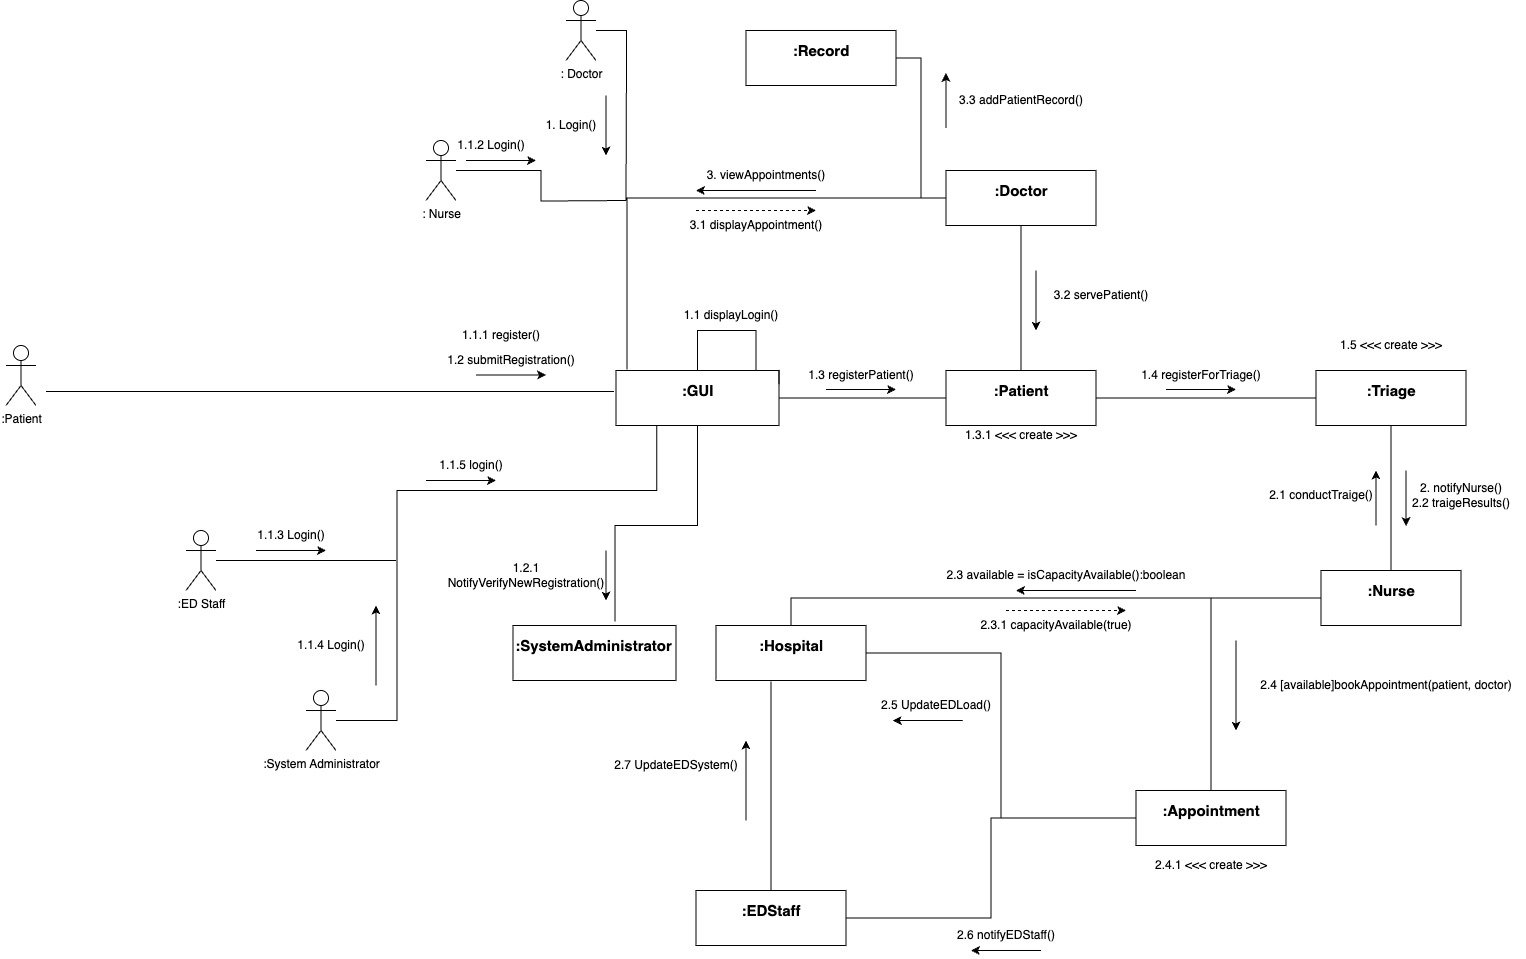 : Doctor
:Record
3.3 addPatientRecord()
1. Login()
1.1.2 Login()
: Nurse
3. viewAppointments()
3.1 displayAppointment()
:Doctor
3.2 servePatient()
1.1 displayLogin()
1.1.1 register()
1.2 submitRegistration()
:Patient
:GUI
1.3 registerPatient()
:Patient
1.3.1 <<< create >>>
1.4 registerForTriage()
1.5 <<< create >>>
:Triage
1.1.5 login()
2.1 conductTraige()
2. notifyNurse()
2.2 traigeResults()
1.1.3 Login()
:ED Staff
1.2.1
NotifyVerifyNewRegistration()
2.3 available = isCapacityAvailable():boolean
2.3.1 capacityAvailable(true)
:Nurse
1.1.4 Login()
:SystemAdministrator
:Hospital
2.4 [available]bookAppointment(patient, doctor)
2.5 UpdateEDLoad()
:System Administrator
2.7 UpdateEDSystem()
:Appointment
2.4.1 <<< create >>>
:EDStaff
2.6 notifyEDStaff()